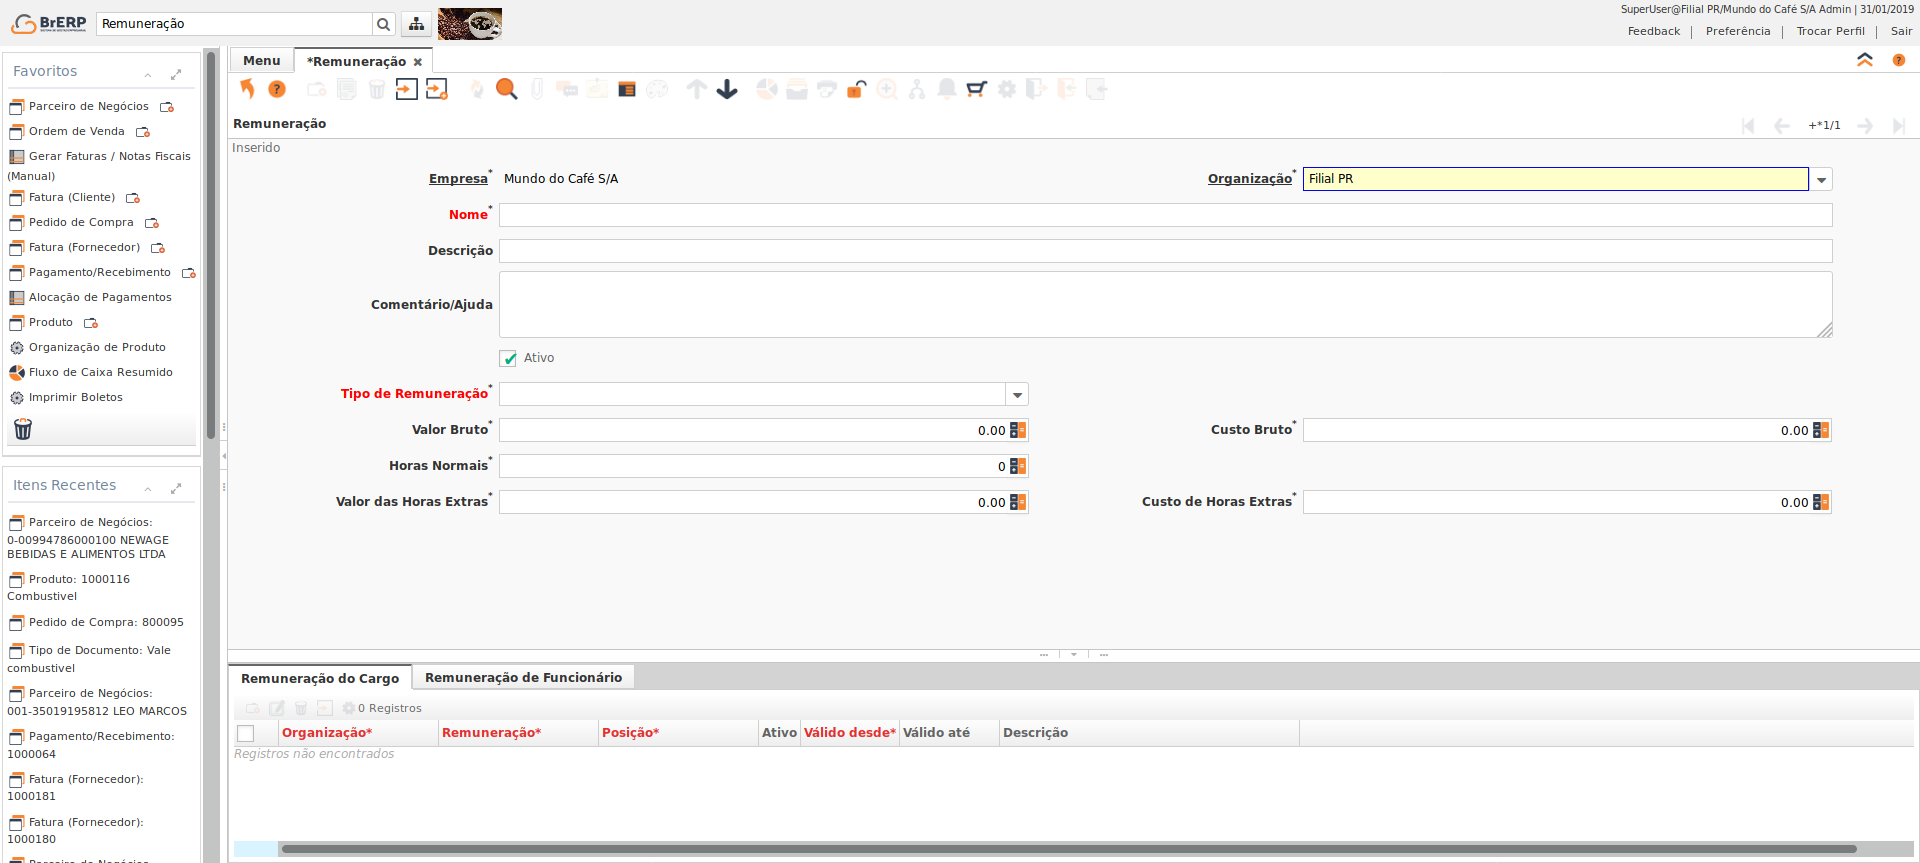 BrERP
Remuneração
SuperUser@Filial PR/Mundo do Café S/A Admin | 31/01/2019
Feedback | Preferência | Trocar Perfil | Sair
Favoritos
Parceiro de Negócios
Ordem de Venda
Gerar Faturas / Notas Fiscais
(Manual)
Fatura (Cliente)
Pedido de Compra
Fatura (Fornecedor)
Pagamento/Recebimento
Alocação de Pagamentos
Produto
Organização de Produto
Fluxo de Caixa Resumido
Imprimir Boletos
Itens Recentes
Parceiro de Negócios:
0-00994786000100 NEWAGE
BEBIDAS E ALIMENTOS LTDA
Produto: 1000116
Combustivel
Pedido de Compra: 800095
Tipo de Documento: Vale
combustivel
Parceiro de Negócios:
001-35019195812 LEO MARCOS
Pagamento/Recebimento:
1000064
Fatura (Fornecedor):
1000181
Fatura (Fornecedor):
1000180
Parceiro de Negócios
Menu
*Remuneração
Remuneração
+*1/1
Inserido
Empresa* Mundo do Café S/A
Organização* Filial PR
Nome*
Descrição
Comentário/Ajuda
Ativo
Tipo de Remuneração*
Valor Bruto* 0.00
Custo Bruto* 0.00
Horas Normais* 0
Valor das Horas Extras* 0.00
Custo de Horas Extras* 0.00
Remuneração do Cargo
Remuneração de Funcionário
0 Registros
Organização* Remuneração* Posição* Ativo Válido desde* Válido até Descrição
Registros não encontrados